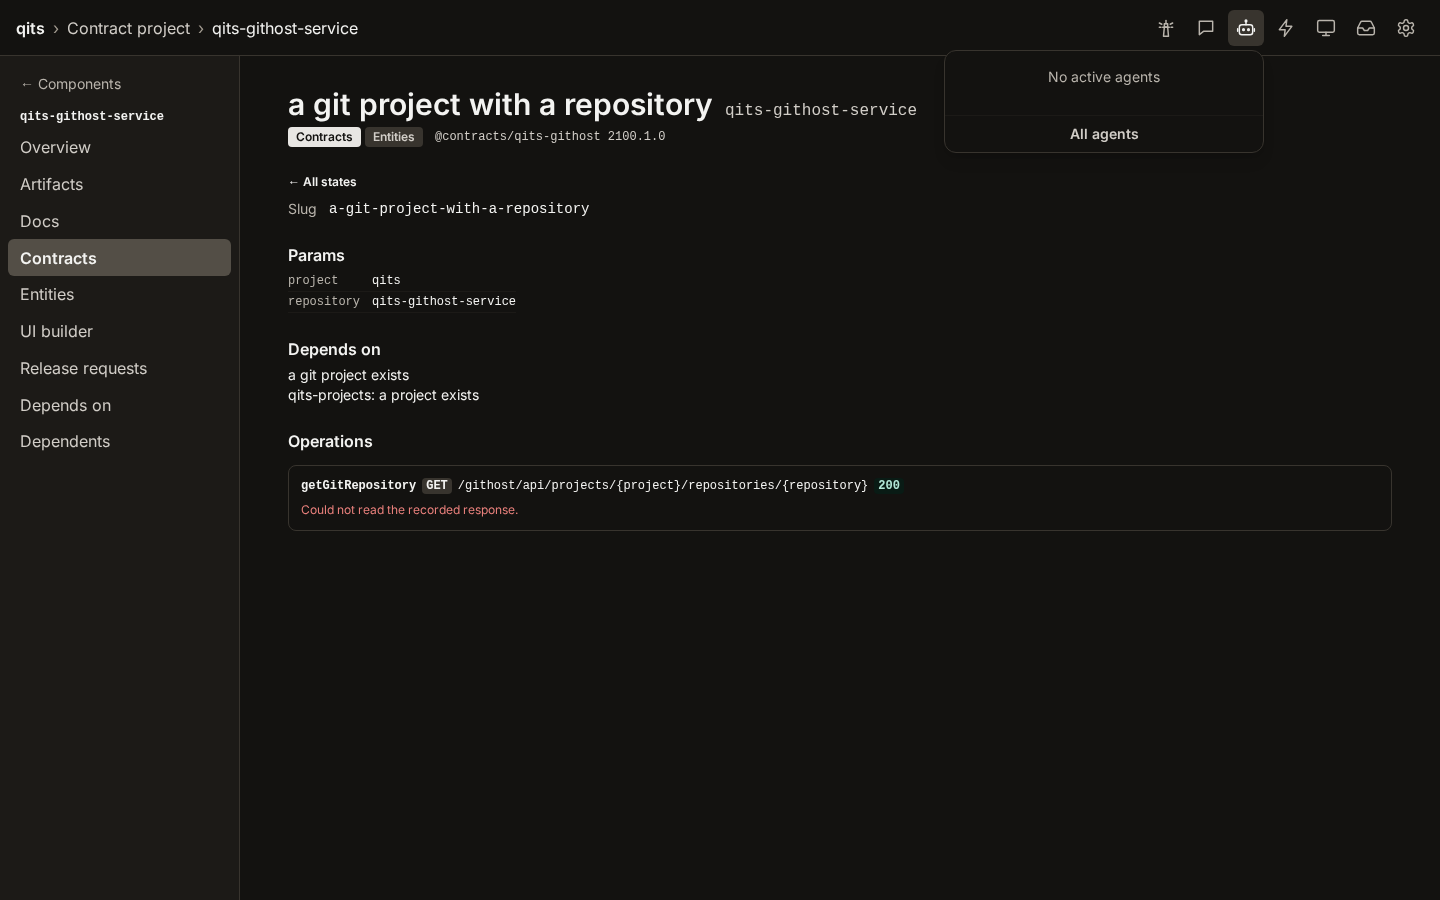 qits › Contract project › qits-githost-service
No active agents
All agents
← Components
qits-githost-service
Overview
Artifacts
Docs
Contracts
Entities
UI builder
Release requests
Depends on
Dependents
a git project with a repository qits-githost-service
Contracts Entities @contracts/qits-githost 2100.1.0
← All states
Slug a-git-project-with-a-repository
Params
project qits
repository qits-githost-service
Depends on
a git project exists
qits-projects: a project exists
Operations
getGitRepository GET /githost/api/projects/{project}/repositories/{repository} 200
Could not read the recorded response.